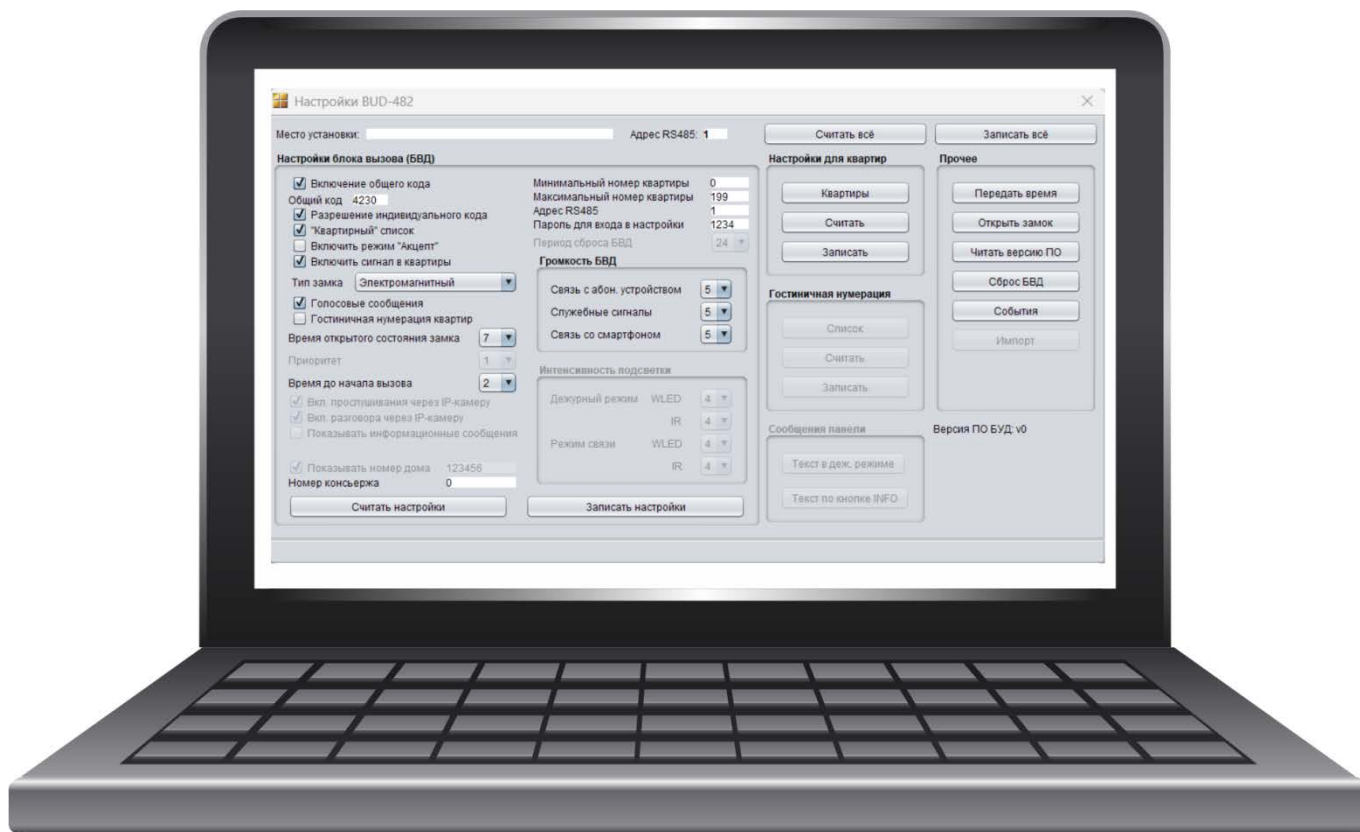 Настройки BUD-482
Место установки:
Адрес RS485: 1
Считать всё
Записать всё
Настройки блока вызова (БВД)
Включение общего кода
Общий код 4230
Разрешение индивидуального кода
"Квартирный" список
Включить режим "Акцепт"
Включить сигнал в квартиры
Тип замка Электромагнитный
Голосовые сообщения
Гостиничная нумерация квартир
Время открытого состояния замка 7
Приоритет 1
Время до начала вызова 2
Вкл. прослушивания через IP-камеру
Вкл. разговора через IP-камеру
Показывать информационные сообщения
Показывать номер дома 123456
Номер консьержа 0
Считать настройки
Минимальный номер квартиры 0
Максимальный номер квартиры 199
Адрес RS485 1
Пароль для входа в настройки 1234
Период сброса БВД 24
Громкость БВД
Связь с абон. устройством 5
Служебные сигналы 5
Связь со смартфоном 5
Интенсивность подсветки
Дежурный режим WLED 4
IR 4
Режим связи WLED 4
IR 4
Записать настройки
Настройки для квартир
Квартиры
Считать
Записать
Гостиничная нумерация
Список
Считать
Записать
Сообщения панели
Текст в деж. режиме
Текст по кнопке INFO
Прочее
Передать время
Открыть замок
Читать версию ПО
Сброс БВД
События
Импорт
Версия ПО БУД: v0